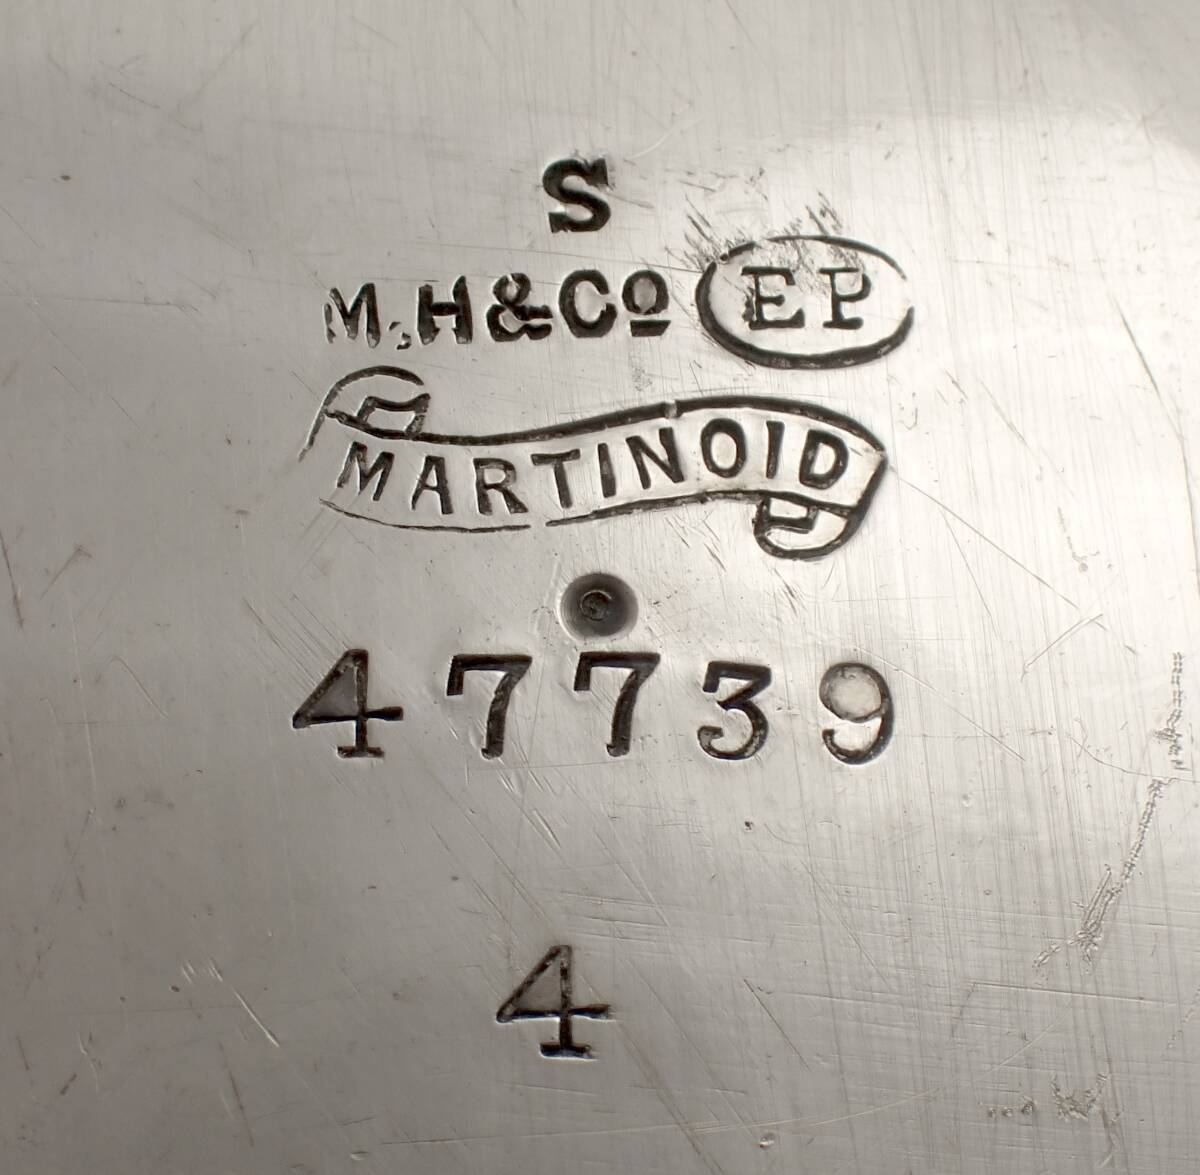 S
M.H&Co EP
MARTINOID
47739
4